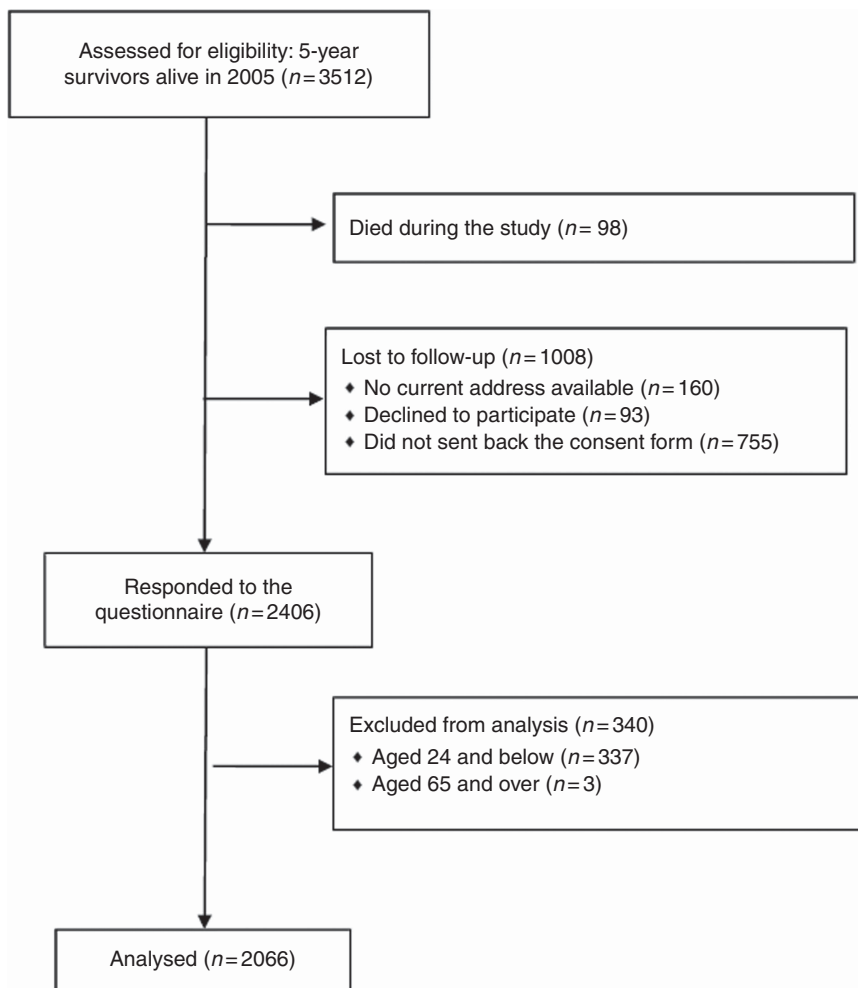 Assessed for eligibility: 5-year
survivors alive in 2005 (n=3512)
Died during the study (n=98)
Lost to follow-up (n=1008)
♦ No current address available (n=160)
♦ Declined to participate (n=93)
♦ Did not sent back the consent form (n=755)
Responded to the
questionnaire (n=2406)
Excluded from analysis (n=340)
♦ Aged 24 and below (n=337)
♦ Aged 65 and over (n=3)
Analysed (n=2066)